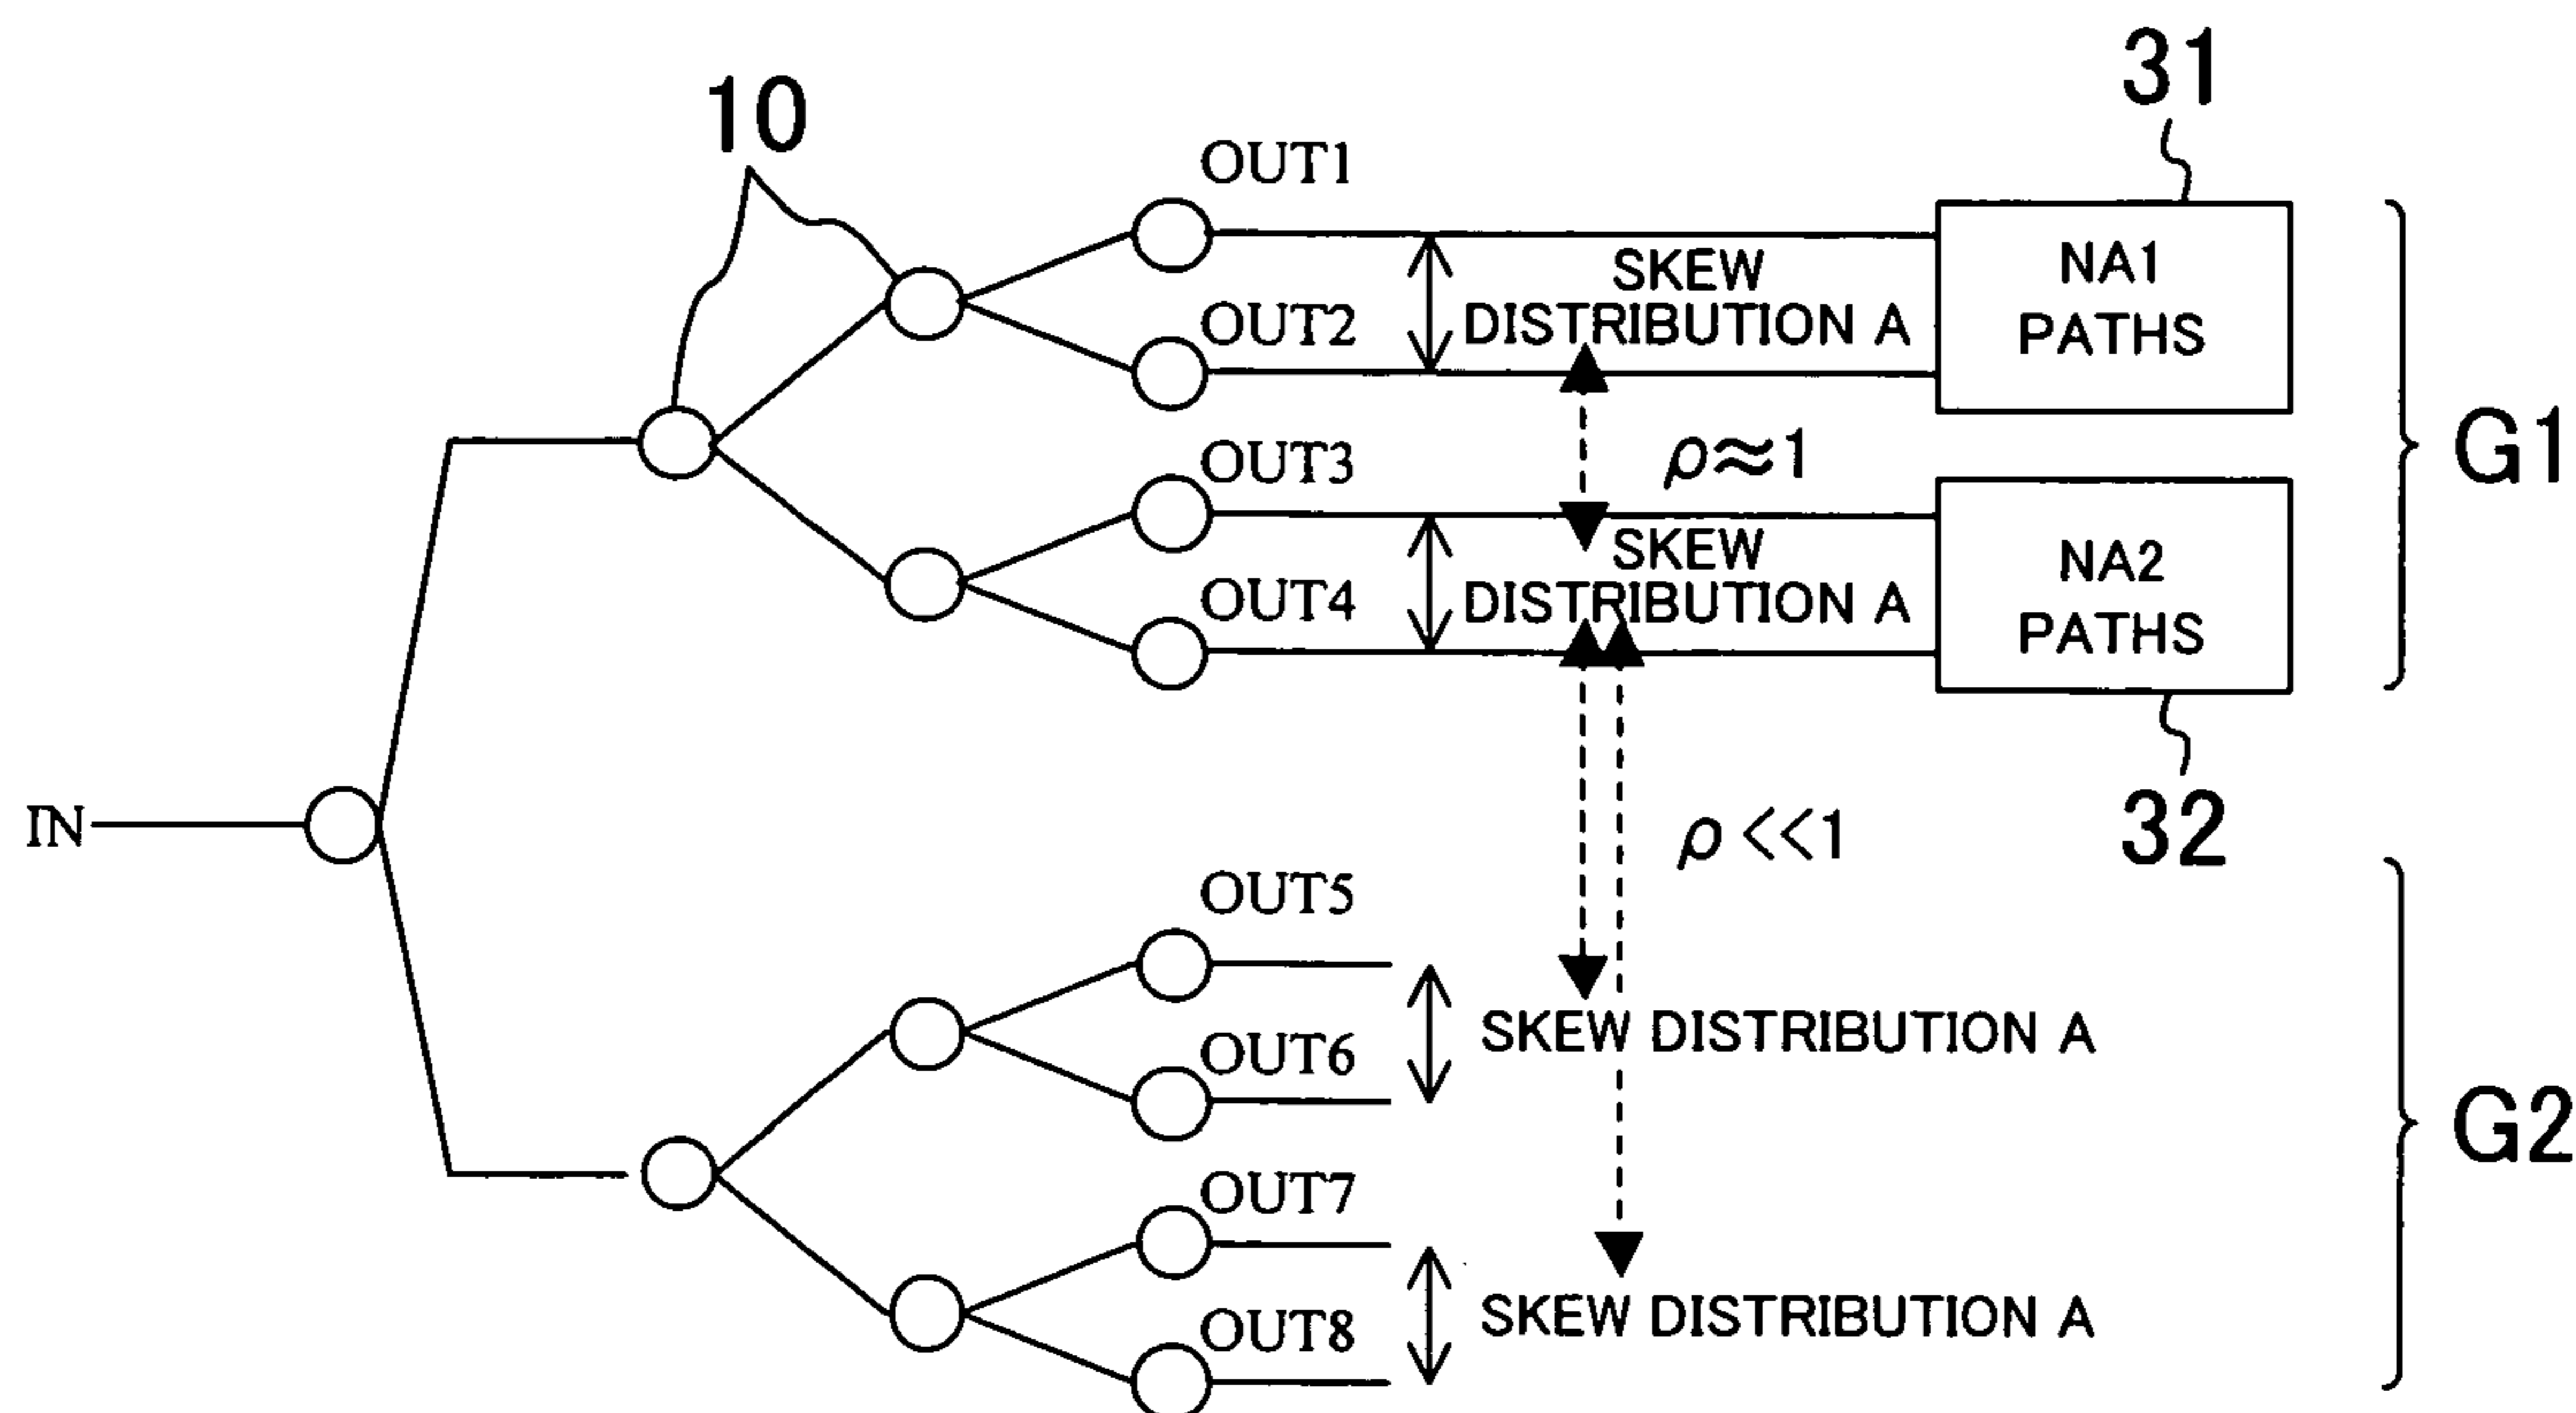 31
10
OUT1
SKEW
DISTRIBUTION A
NA1
PATHS
OUT2
G1
OUT3
ρ≈1
SKEW
DISTRIBUTION A
NA2
PATHS
OUT4
32
IN
ρ<<1
OUT5
SKEW DISTRIBUTION A
OUT6
G2
OUT7
OUT8
SKEW DISTRIBUTION A